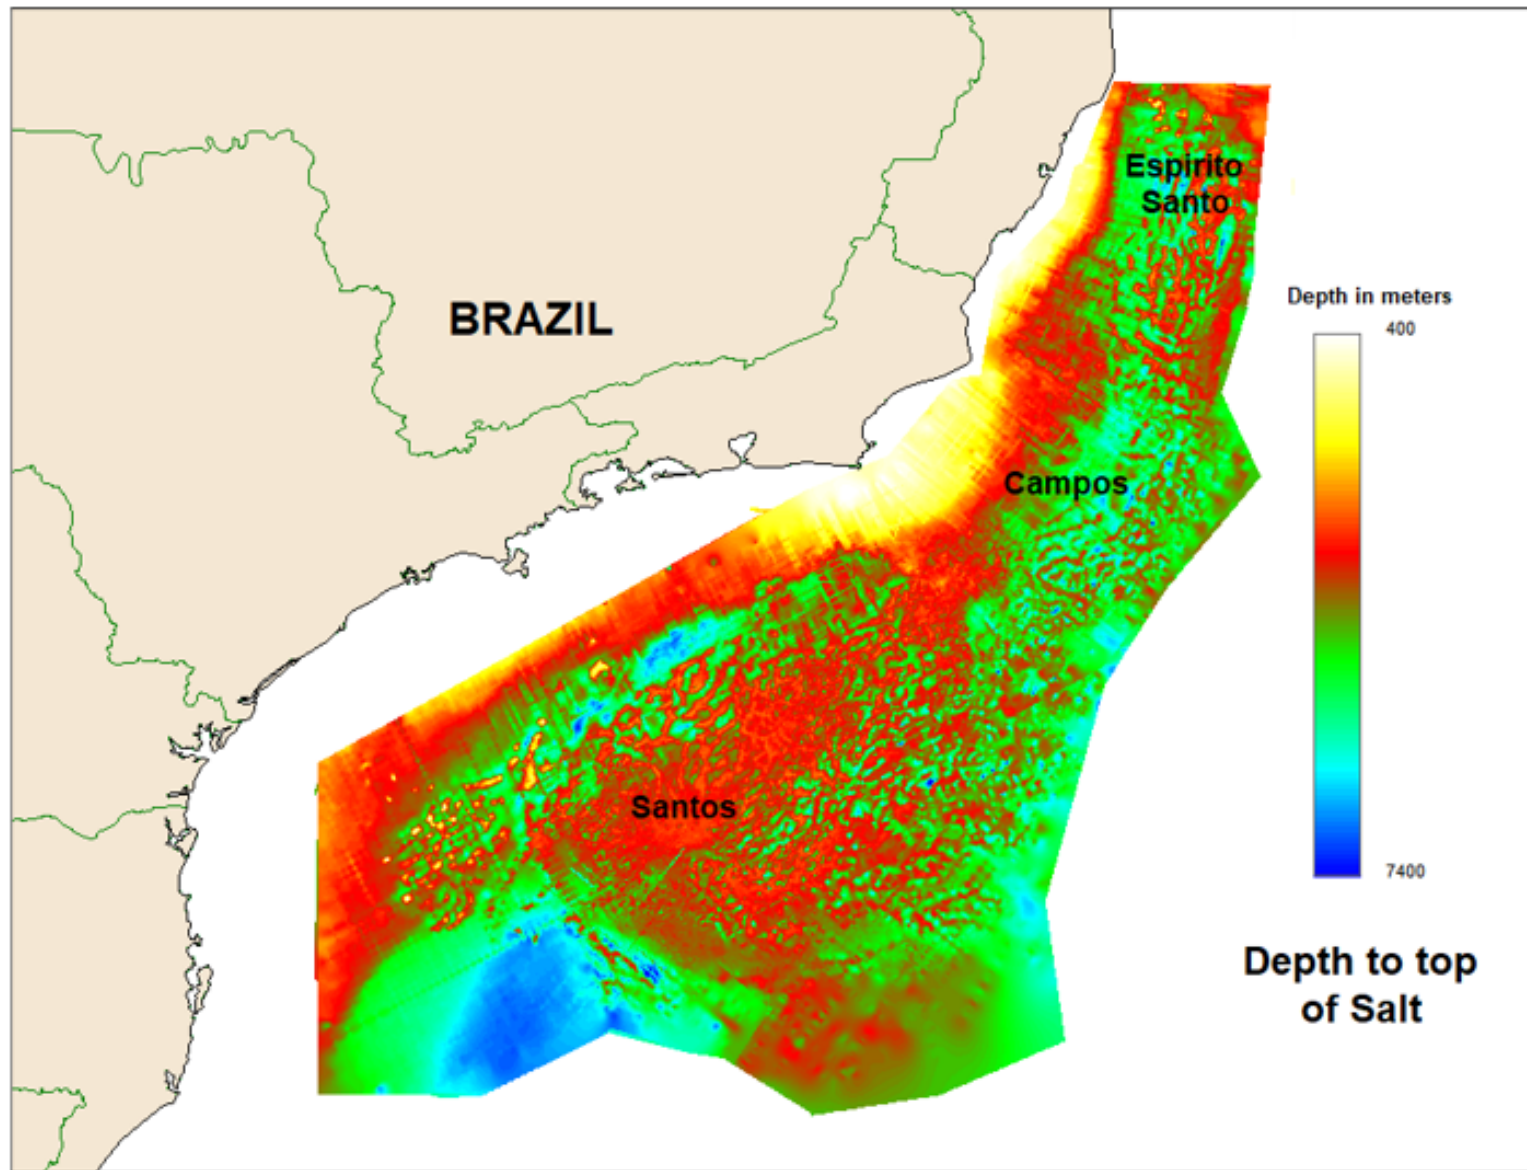 Espirito
Santo
BRAZIL
Depth in meters
400
Campos
Santos
7400
Depth to top
of Salt